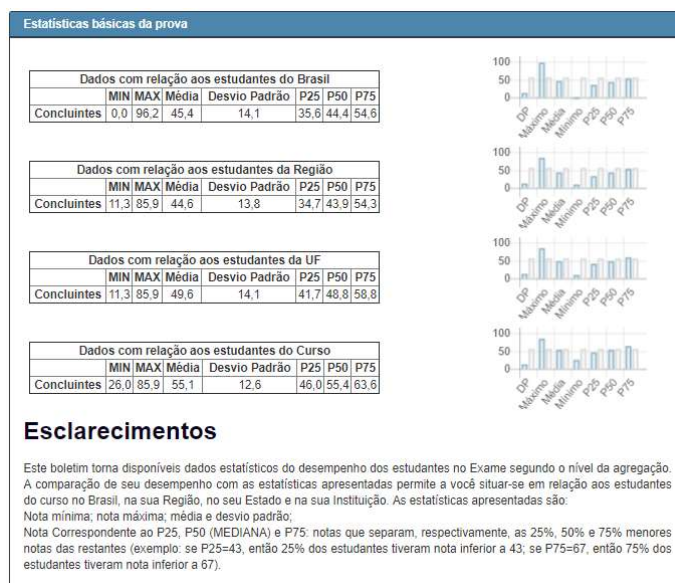 Estatísticas básicas da prova
Dados com relação aos estudantes do Brasil
MIN MAX Média Desvio Padrão P25 P50 P75
Concluintes 0,0 96,2 45,4 14,1 35,6 44,4 54,6
100
50
0
DP Máximo Média Mínimo P25 P50 P75
Dados com relação aos estudantes da Região
MIN MAX Média Desvio Padrão P25 P50 P75
Concluintes 11,3 85,9 44,6 13,8 34,7 43,9 54,3
100
50
0
DP Máximo Média Mínimo P25 P50 P75
Dados com relação aos estudantes da UF
MIN MAX Média Desvio Padrão P25 P50 P75
Concluintes 11,3 85,9 49,6 14,1 41,7 48,8 58,8
100
50
0
DP Máximo Média Mínimo P25 P50 P75
Dados com relação aos estudantes do Curso
MIN MAX Média Desvio Padrão P25 P50 P75
Concluintes 26,0 85,9 55,1 12,6 46,0 55,4 63,6
100
50
0
DP Máximo Média Mínimo P25 P50 P75
Esclarecimentos
Este boletim torna disponíveis dados estatísticos do desempenho dos estudantes no Exame segundo o nível da agregação.
A comparação de seu desempenho com as estatísticas apresentadas permite a você situar-se em relação aos estudantes
do curso no Brasil, na sua Região, no seu Estado e na sua Instituição. As estatísticas apresentadas são:
Nota mínima; nota máxima; média e desvio padrão;
Nota Correspondente ao P25, P50 (MEDIANA) e P75: notas que separam, respectivamente, as 25%, 50% e 75% menores
notas das restantes (exemplo: se P25=43, então 25% dos estudantes tiveram nota inferior a 43; se P75=67, então 75% dos
estudantes tiveram nota inferior a 67).